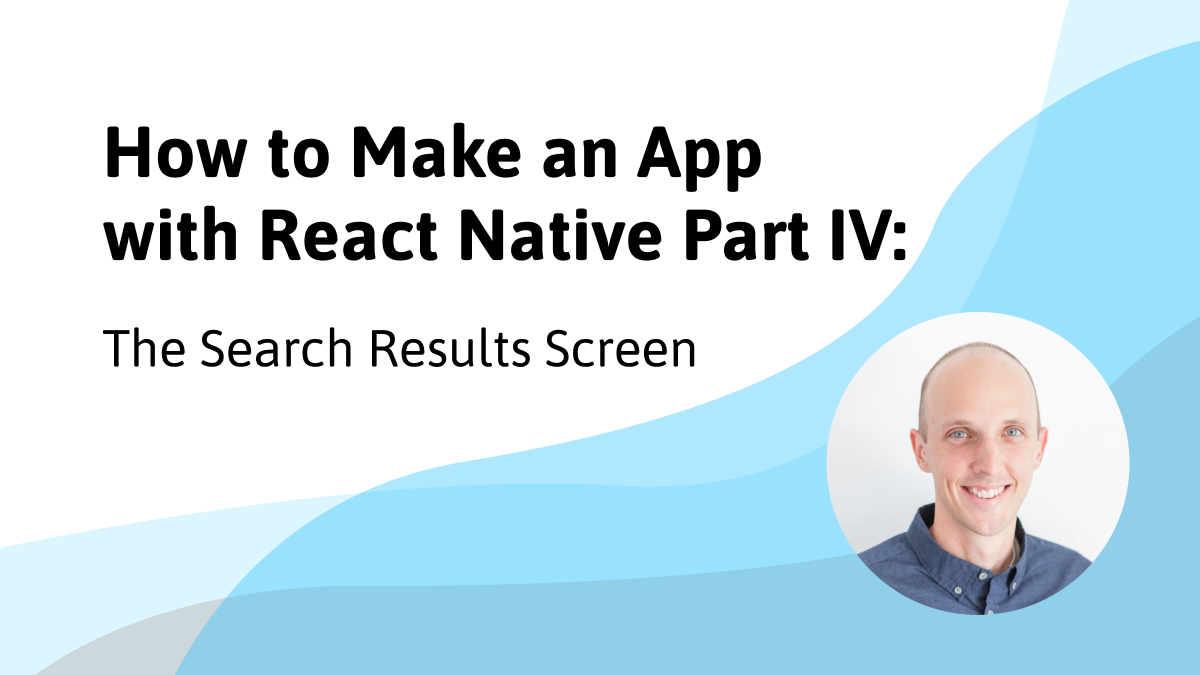 How to Make an App
with React Native Part IV:
The Search Results Screen